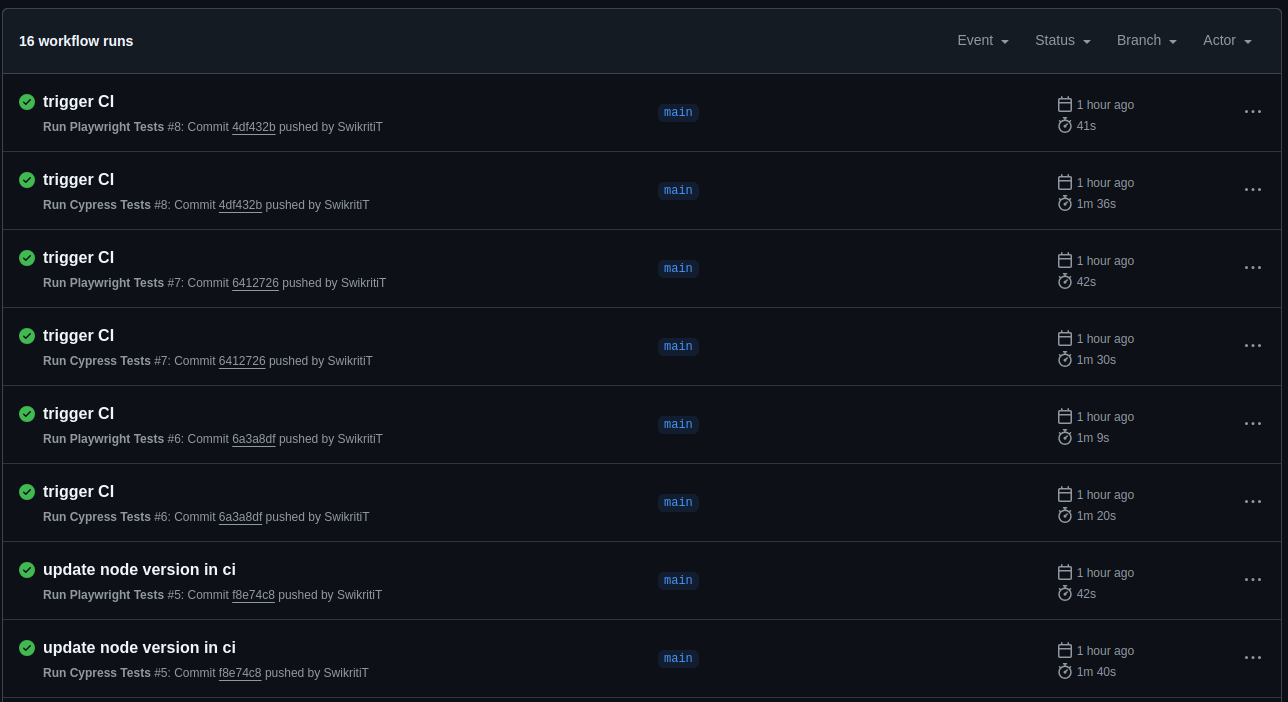 16 workflow runs
Event Status Branch Actor
trigger CI
Run Playwright Tests #8: Commit 4df432b pushed by SwikritiT
main
1 hour ago
41s
trigger CI
Run Cypress Tests #8: Commit 4df432b pushed by SwikritiT
main
1 hour ago
1m 36s
trigger CI
Run Playwright Tests #7: Commit 6412726 pushed by SwikritiT
main
1 hour ago
42s
trigger CI
Run Cypress Tests #7: Commit 6412726 pushed by SwikritiT
main
1 hour ago
1m 30s
trigger CI
Run Playwright Tests #6: Commit 6a3a8df pushed by SwikritiT
main
1 hour ago
1m 9s
trigger CI
Run Cypress Tests #6: Commit 6a3a8df pushed by SwikritiT
main
1 hour ago
1m 20s
update node version in ci
Run Playwright Tests #5: Commit f8e74c8 pushed by SwikritiT
main
1 hour ago
42s
update node version in ci
Run Cypress Tests #5: Commit f8e74c8 pushed by SwikritiT
main
1 hour ago
1m 40s